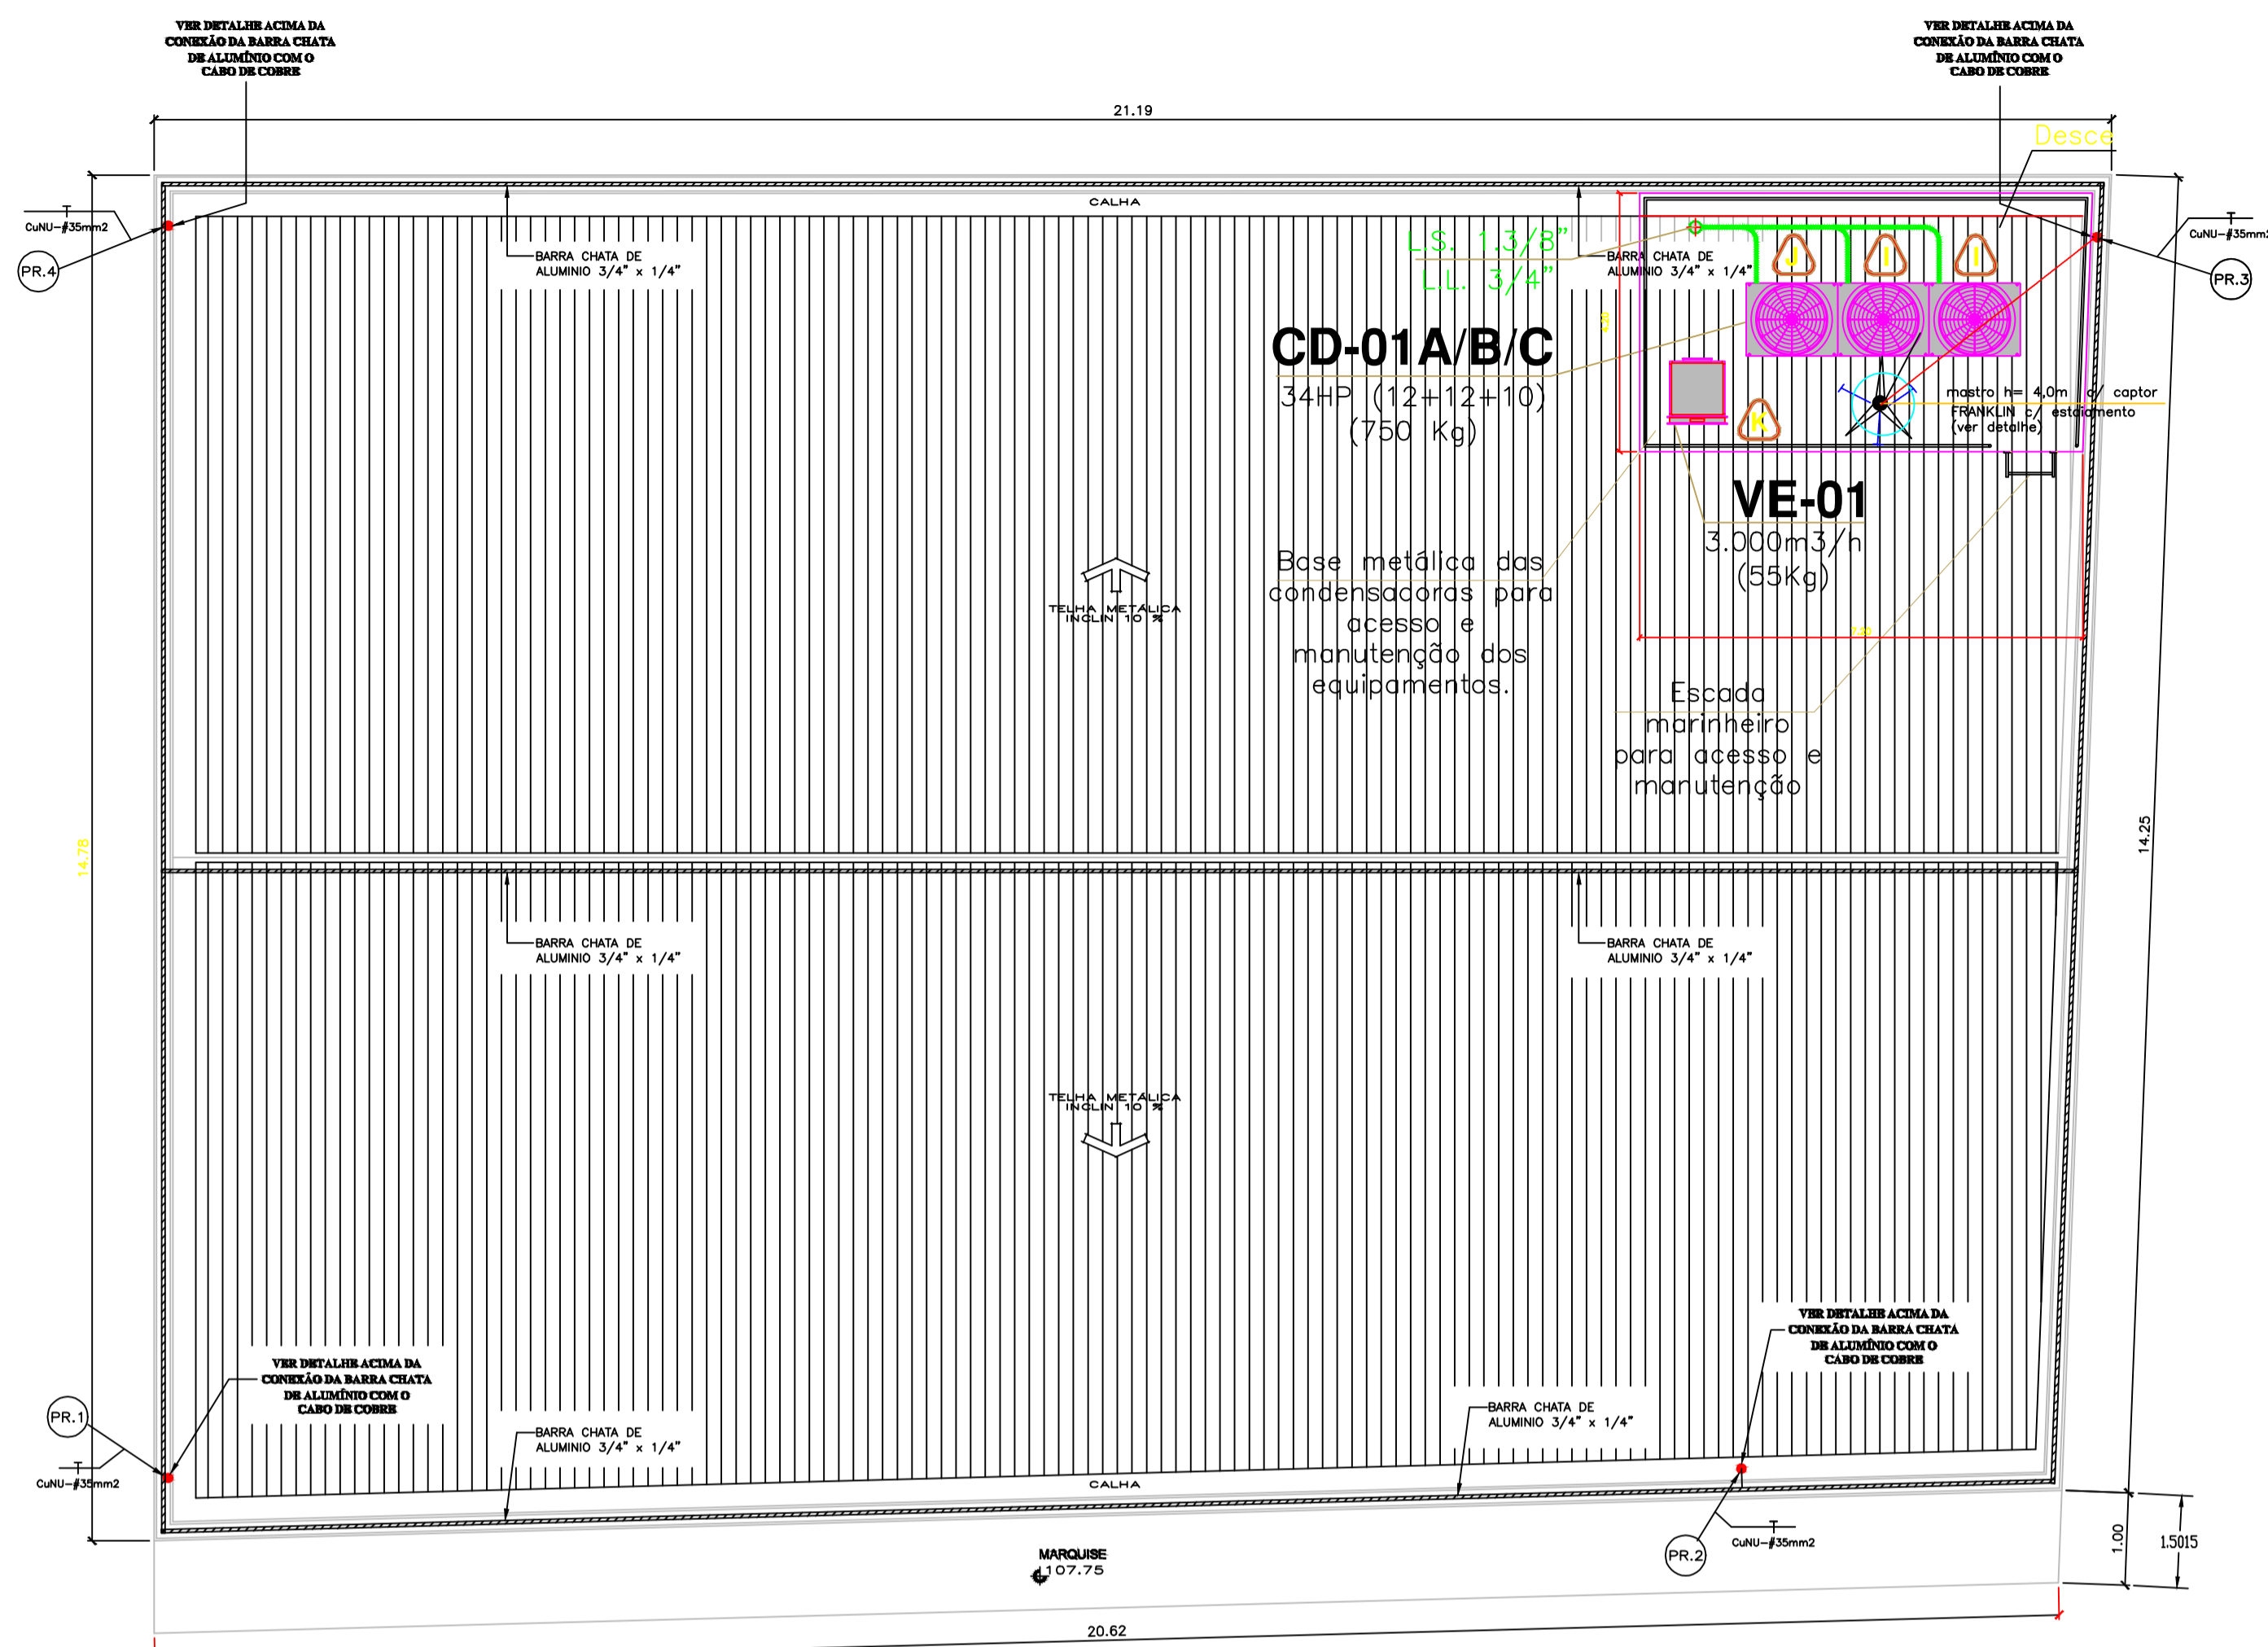 VER DETALHE ACIMA DA
CONEXÃO DA BARRA CHATA
DE ALUMÍNIO COM O
CABO DE COBRE
VER DETALHE ACIMA DA
CONEXÃO DA BARRA CHATA
DE ALUMÍNIO COM O
CABO DE COBRE
21.19
Desce
CuNU-#35mm2
PR.4
CALHA
CuNU-#35mm2
PR.3
BARRA CHATA DE
ALUMINIO 3/4" x 1/4"
L.S. 1.3/8"
L.L. 3/4"
BARRA CHATA DE
ALUMINIO 3/4" x 1/4"
J
I
I
4.20
CD-01A/B/C
34HP (12+12+10)
(750 Kg)
K
mastro h= 4,0m c/ captor
FRANKLIN c/ estaiamento
(ver detalhe)
VE-01
3.000m3/h
(55Kg)
Base metálica das
condensadoras para
acesso e
manutenção dos
equipamentos.
7.20
TELHA METÁLICA
INCLIN 10 %
Escada
marinheiro
para acesso e
manutenção
14.78
14.25
BARRA CHATA DE
ALUMINIO 3/4" x 1/4"
BARRA CHATA DE
ALUMINIO 3/4" x 1/4"
TELHA METÁLICA
INCLIN 10 %
VER DETALHE ACIMA DA
CONEXÃO DA BARRA CHATA
DE ALUMÍNIO COM O
CABO DE COBRE
VER DETALHE ACIMA DA
CONEXÃO DA BARRA CHATA
DE ALUMÍNIO COM O
CABO DE COBRE
PR.1
CuNU-#35mm2
BARRA CHATA DE
ALUMINIO 3/4" x 1/4"
BARRA CHATA DE
ALUMINIO 3/4" x 1/4"
CALHA
PR.2
CuNU-#35mm2
1.00
1.5015
MARQUISE
107.75
20.62